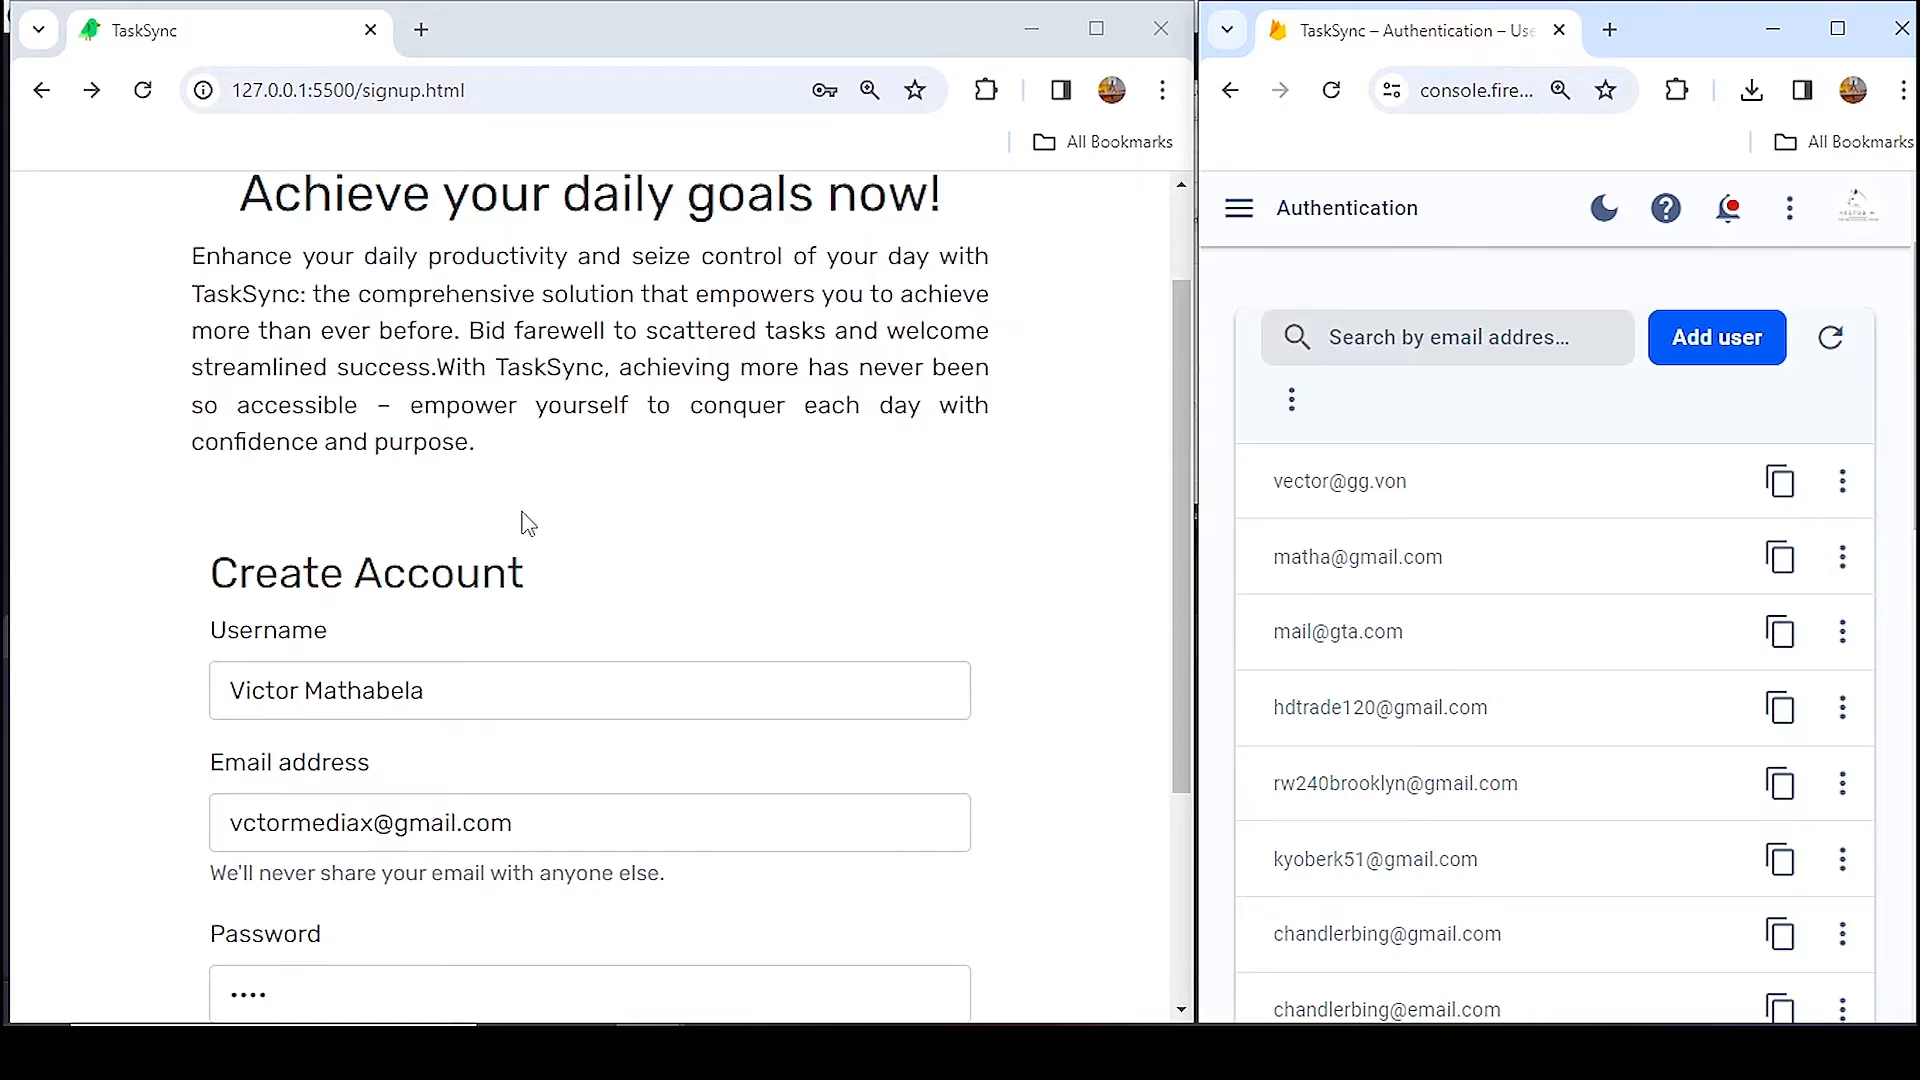 TaskSync
127.0.0.1:5500/signup.html
All Bookmarks
Achieve your daily goals now!
Enhance your daily productivity and seize control of your day with
TaskSync: the comprehensive solution that empowers you to achieve
more than ever before. Bid farewell to scattered tasks and welcome
streamlined success.With TaskSync, achieving more has never been
so accessible – empower yourself to conquer each day with
confidence and purpose.
Create Account
Username
Victor Mathabela
Email address
vctormediax@gmail.com
We'll never share your email with anyone else.
Password
••••
TaskSync – Authentication – Use
console.fire...
All Bookmarks
Authentication
Search by email addres...
Add user
vector@gg.von
matha@gmail.com
mail@gta.com
hdtrade120@gmail.com
rw240brooklyn@gmail.com
kyoberk51@gmail.com
chandlerbing@gmail.com
chandlerbing@email.com